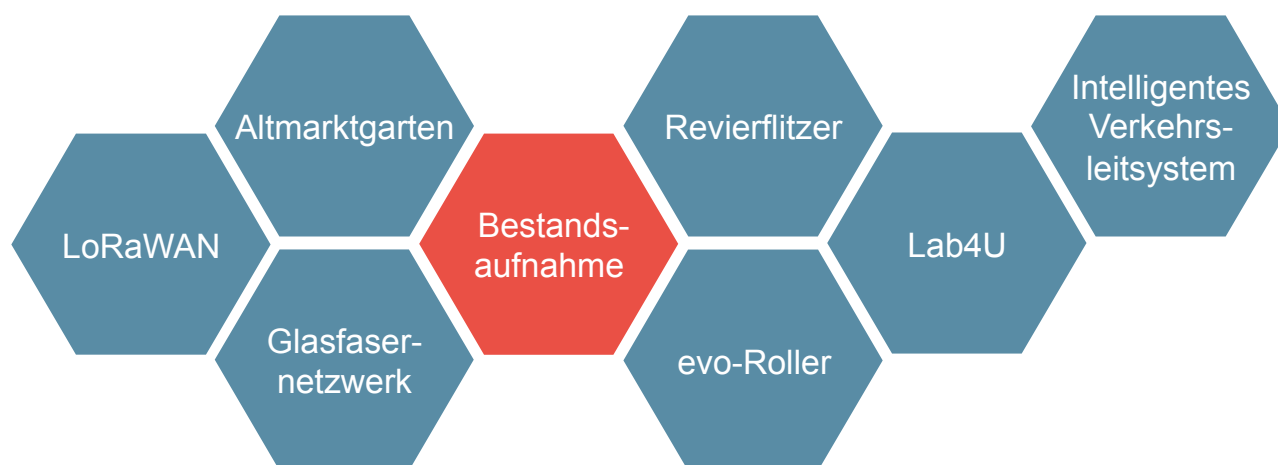 Altmarktgarten
Revierflitzer
Intelligentes
Verkehrs-
leitsystem
LoRaWAN
Bestands-
aufnahme
Lab4U
Glasfaser-
netzwerk
evo-Roller